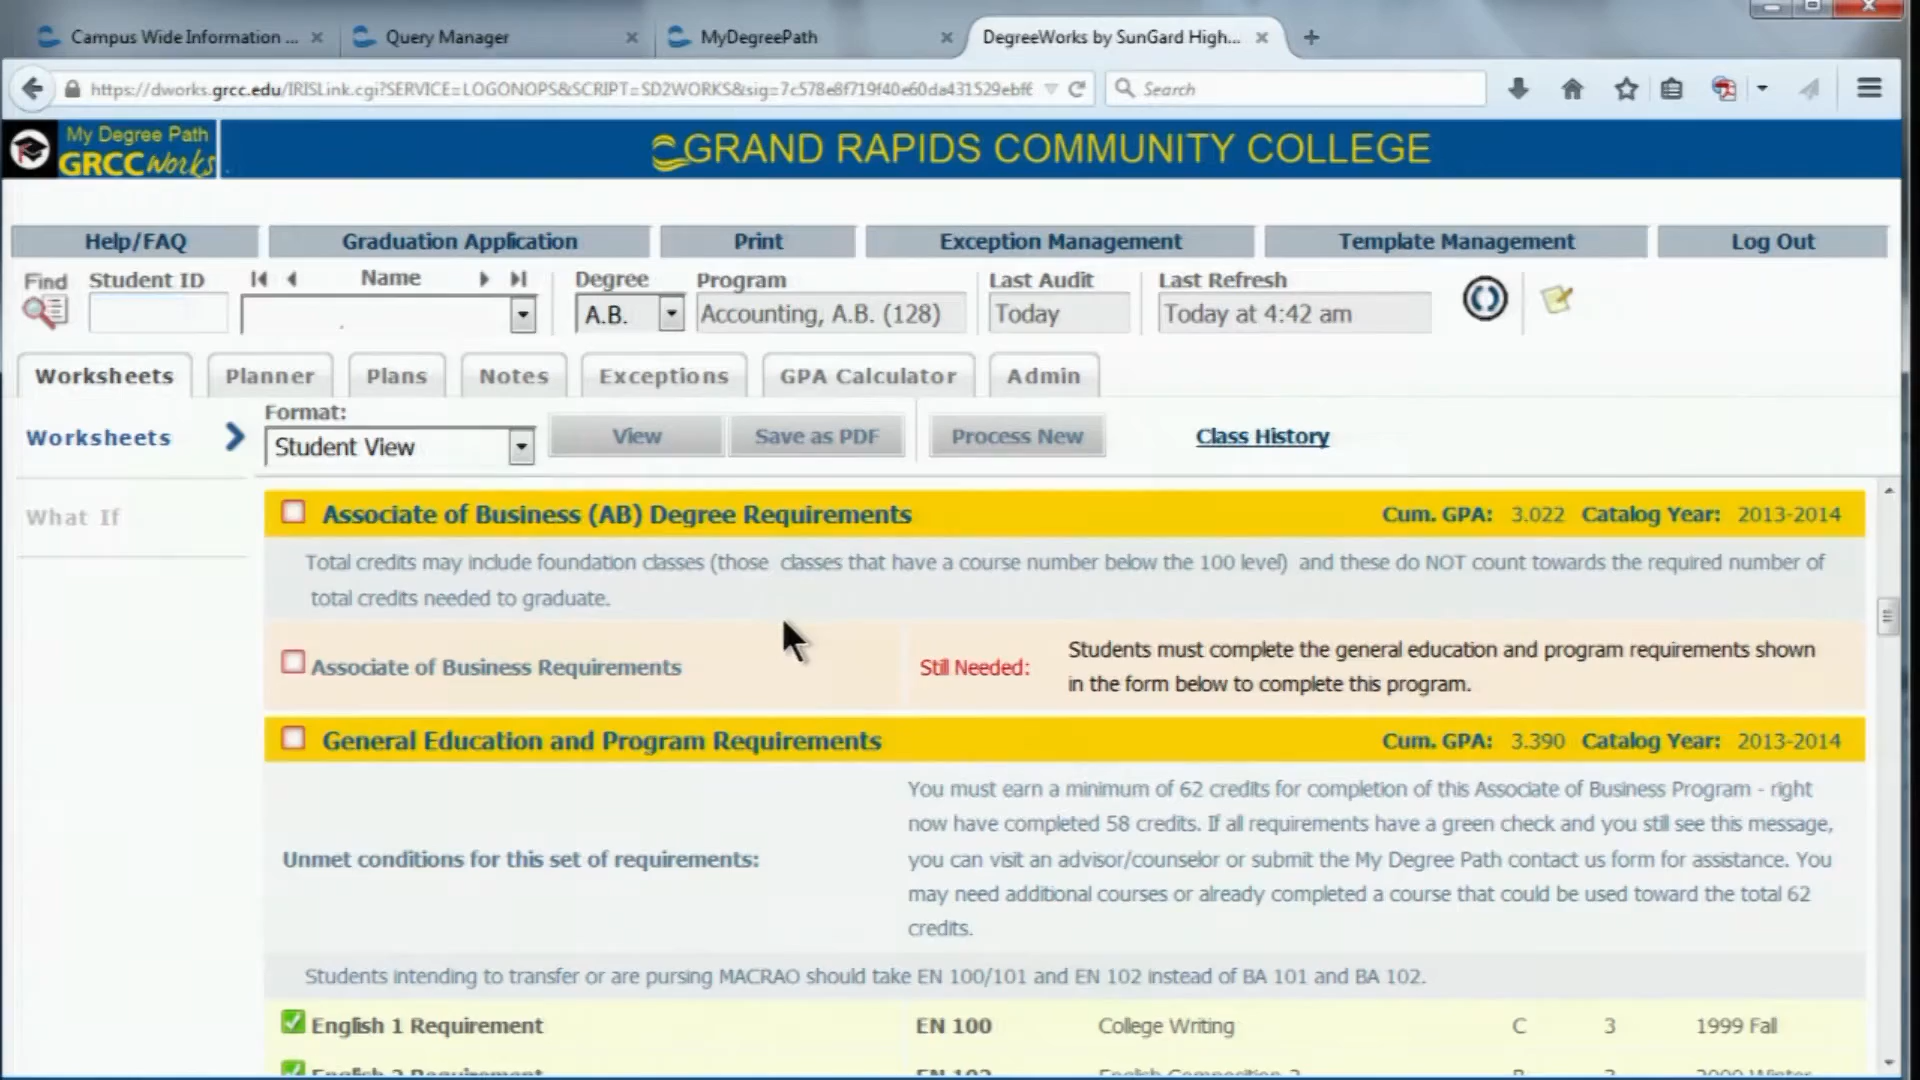 Campus Wide Information ...
Query Manager
MyDegreePath
DegreeWorks by SunGard High...
https://dworks.grcc.edu/IRISLink.cgi?SERVICE=LOGONOPS&SCRIPT=SD2WORKS&sig=7c578e8f719f40e60da431529ebff
Search
My Degree Path
GRCC Works
GRAND RAPIDS COMMUNITY COLLEGE
Help/FAQ
Graduation Application
Print
Exception Management
Template Management
Log Out
Find
Student ID
Name
Degree
Program
Last Audit
Last Refresh
A.B.
Accounting, A.B. (128)
Today
Today at 4:42 am
Worksheets
Planner
Plans
Notes
Exceptions
GPA Calculator
Admin
Worksheets
Format:
Student View
View
Save as PDF
Process New
Class History
What If
Associate of Business (AB) Degree Requirements
Cum. GPA: 3.022 Catalog Year: 2013-2014
Total credits may include foundation classes (those classes that have a course number below the 100 level) and these do NOT count towards the required number of
total credits needed to graduate.
Associate of Business Requirements
Still Needed:
Students must complete the general education and program requirements shown
in the form below to complete this program.
General Education and Program Requirements
Cum. GPA: 3.390 Catalog Year: 2013-2014
Unmet conditions for this set of requirements:
You must earn a minimum of 62 credits for completion of this Associate of Business Program - right
now have completed 58 credits. If all requirements have a green check and you still see this message,
you can visit an advisor/counselor or submit the My Degree Path contact us form for assistance. You
may need additional courses or already completed a course that could be used toward the total 62
credits.
Students intending to transfer or are pursing MACRAO should take EN 100/101 and EN 102 instead of BA 101 and BA 102.
English 1 Requirement EN 100 College Writing C 3 1999 Fall
English 2 Requirement EN 102 English Composition 2